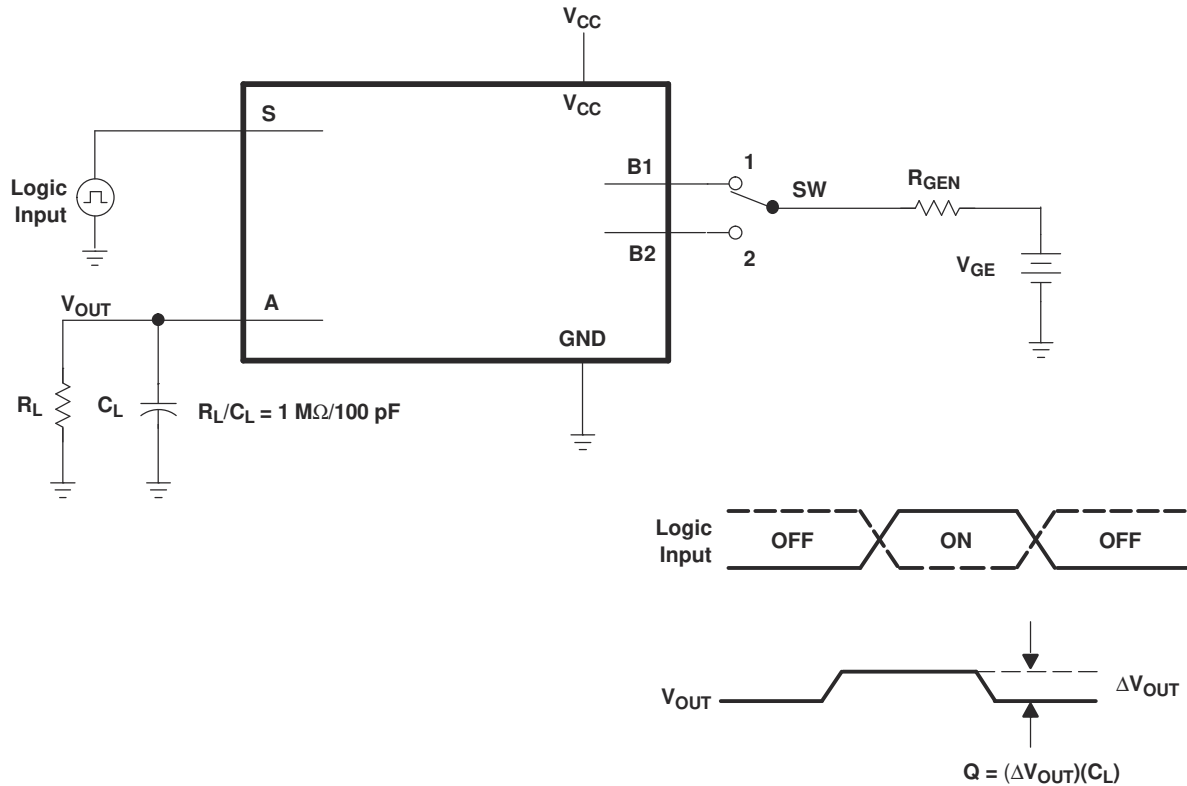 V_CC
V_CC
S
Logic
Input
B1
1
SW
R_GEN
B2
2
V_GE
V_OUT
A
GND
R_L
C_L
R_L/C_L = 1 MΩ/100 pF
Logic
Input
OFF
ON
OFF
V_OUT
ΔV_OUT
Q = (ΔV_OUT)(C_L)